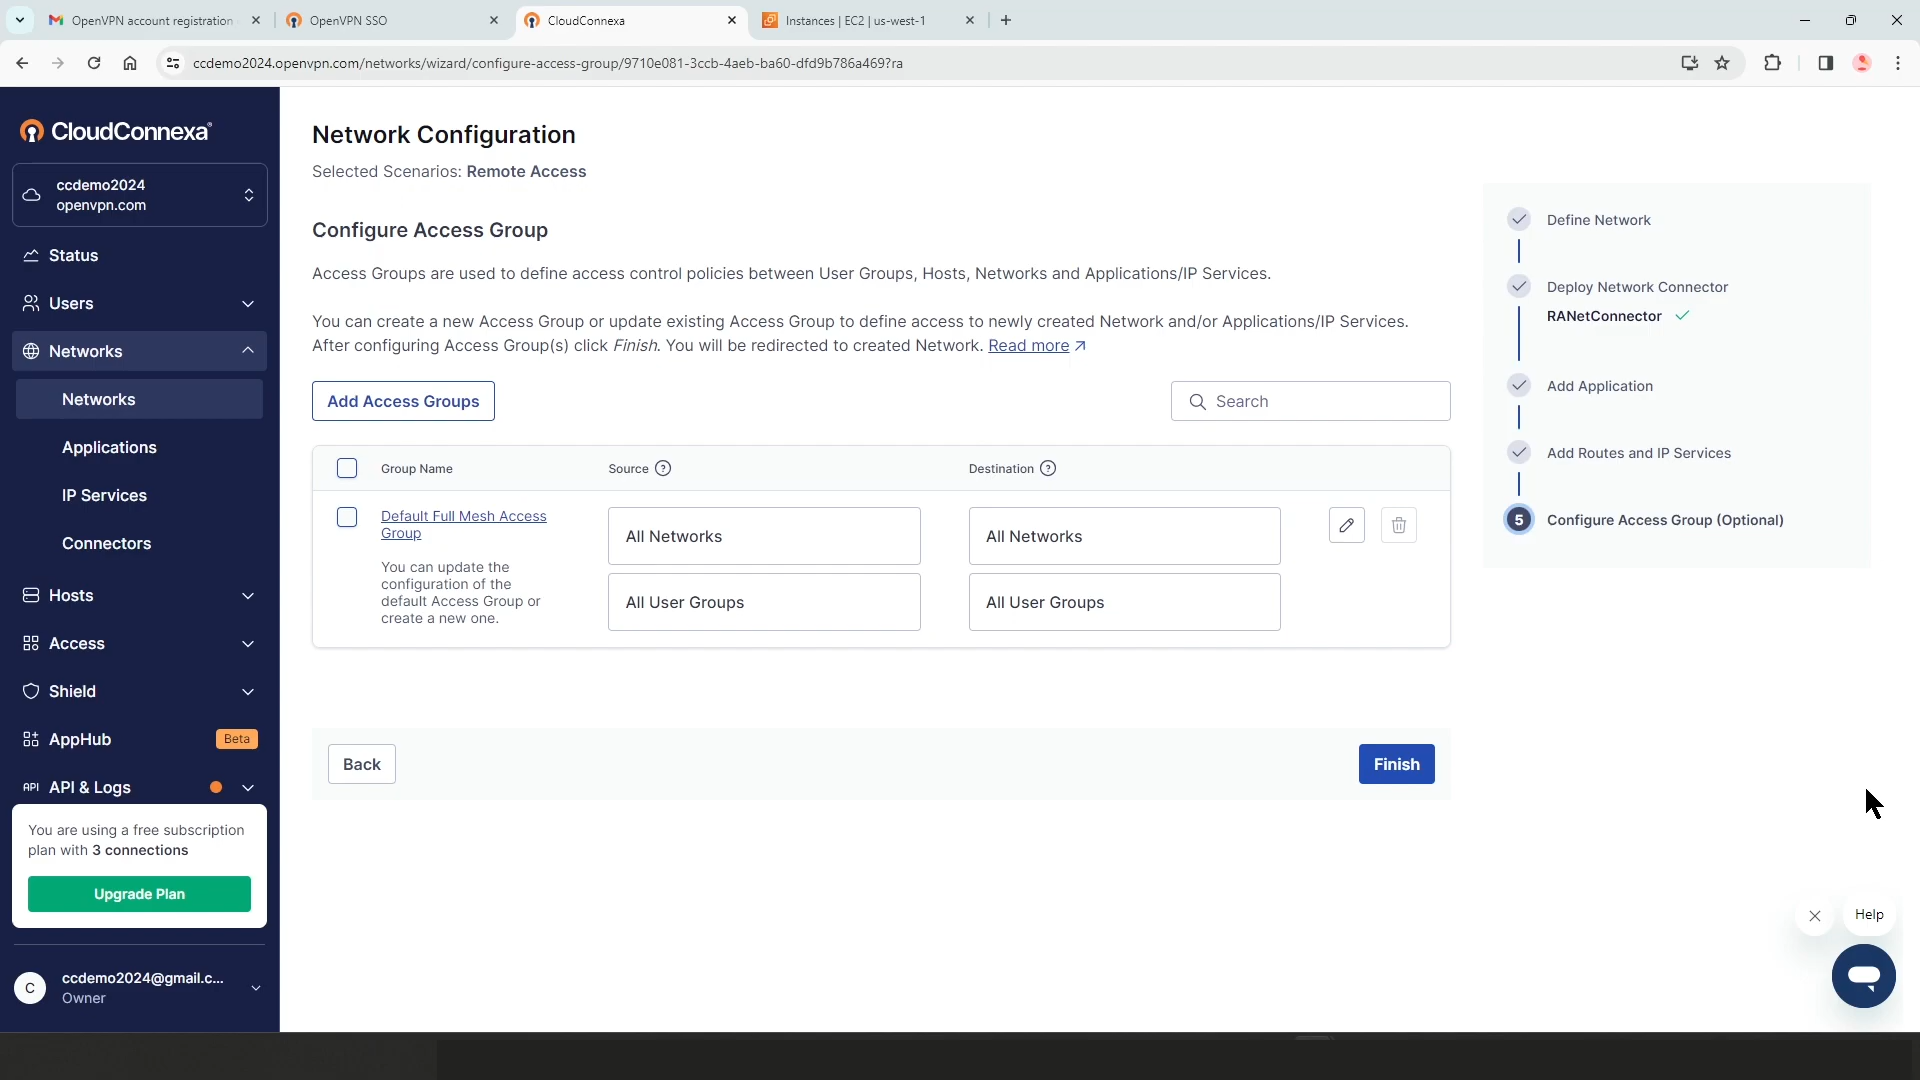 OpenVPN account registration
OpenVPN SSO
CloudConnexa
Instances | EC2 | us-west-1
ccdemo2024.openvpn.com/networks/wizard/configure-access-group/9710e081-3ccb-4aeb-ba60-dfd9b786a469?ra
CloudConnexa®
ccdemo2024
openvpn.com
Status
Users
Networks
Networks
Applications
IP Services
Connectors
Hosts
Access
Shield
AppHub
Beta
API
API & Logs
You are using a free subscription
plan with 3 connections
Upgrade Plan
C
ccdemo2024@gmail.c...
Owner
Network Configuration
Selected Scenarios: Remote Access
Configure Access Group
Access Groups are used to define access control policies between User Groups, Hosts, Networks and Applications/IP Services.
You can create a new Access Group or update existing Access Group to define access to newly created Network and/or Applications/IP Services.
After configuring Access Group(s) click Finish. You will be redirected to created Network. Read more
Add Access Groups
Search
Group Name
Source ?
Destination ?
Default Full Mesh Access
Group
You can update the
configuration of the
default Access Group or
create a new one.
All Networks
All User Groups
All Networks
All User Groups
Back
Finish
Define Network
Deploy Network Connector
RANetConnector
Add Application
Add Routes and IP Services
5
Configure Access Group (Optional)
Help